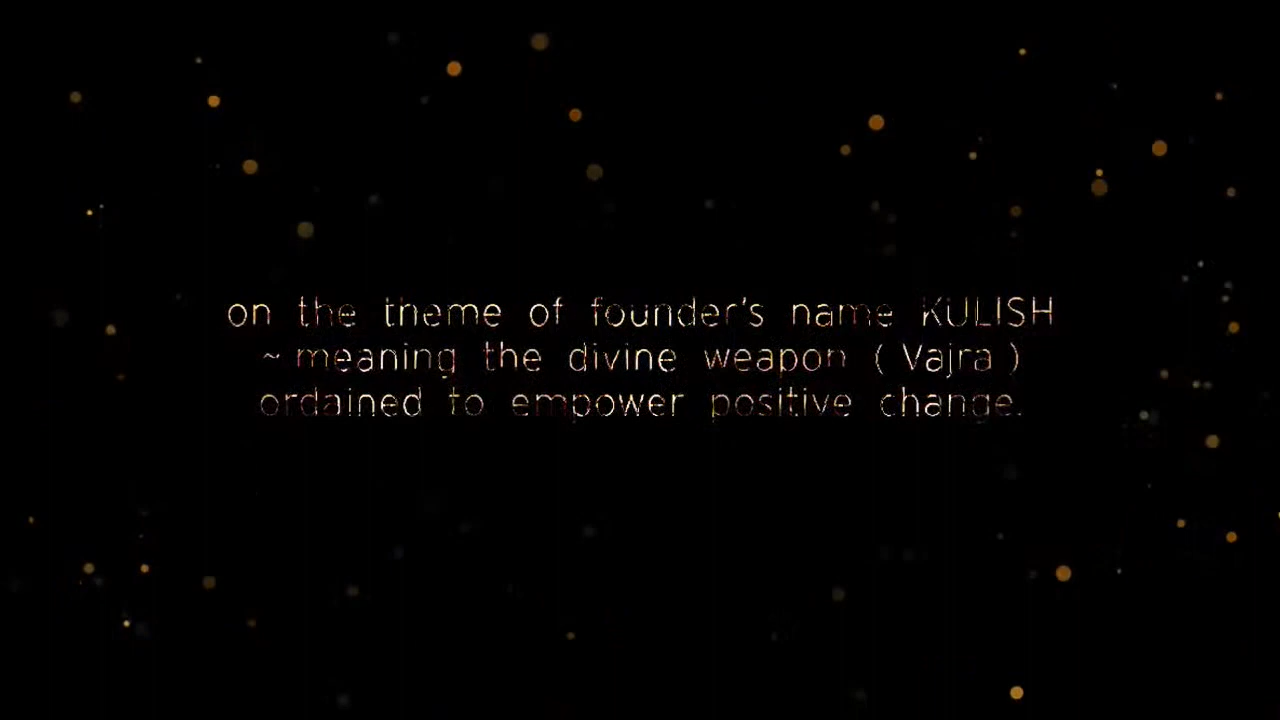 on the theme of founder's name KULISH
~ meaning the divine weapon ( Vajra )
ordained to empower positive change.